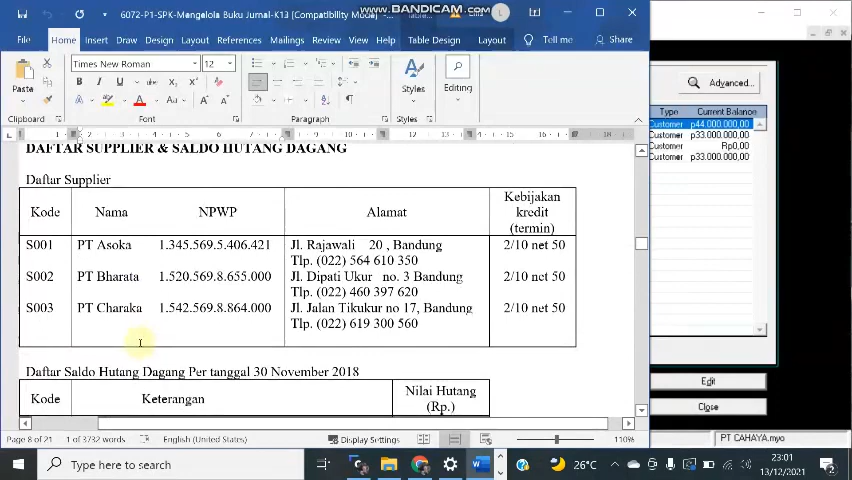 www.BANDICAM.com
6072-P1-SPK-Mengelola Buku Jurnal-K13 [Compatibility Mode] -
L
File Home Insert Draw Design Layout References Mailings Review View Help Table Design Layout Tell me Share
Paste
Clipboard
Times New Roman 12
Font
Paragraph
Styles
Styles
Editing
DAFTAR SUPPLIER & SALDO HUTANG DAGANG
Daftar Supplier
Kode Nama NPWP Alamat Kebijakan kredit (termin)
S001 PT Asoka 1.345.569.5.406.421 Jl. Rajawali 20 , Bandung 2/10 net 50
Tlp. (022) 564 610 350
S002 PT Bharata 1.520.569.8.655.000 Jl. Dipati Ukur no. 3 Bandung 2/10 net 50
Tlp. (022) 460 397 620
S003 PT Charaka 1.542.569.8.864.000 Jl. Jalan Tikukur no 17, Bandung 2/10 net 50
Tlp. (022) 619 300 560
Daftar Saldo Hutang Dagang Per tanggal 30 November 2018
Kode Keterangan Nilai Hutang (Rp.)
Page 8 of 21 1 of 3732 words English (United States) Display Settings 110%
Advanced...
Type Current Balance
Customer p44.000.000,00
Customer p33.000.000,00
Customer Rp0,00
Customer p33.000.000,00
Edit
Close
PT CAHAYA.myo
Type here to search
26°C
23:01
13/12/2021
2